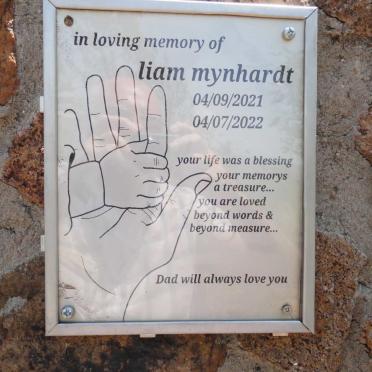 in loving memory of
liam mynhardt
04/09/2021
04/07/2022
your life was a blessing
your memorys
a treasure...
you are loved
beyond words &
beyond measure...
Dad will always love you